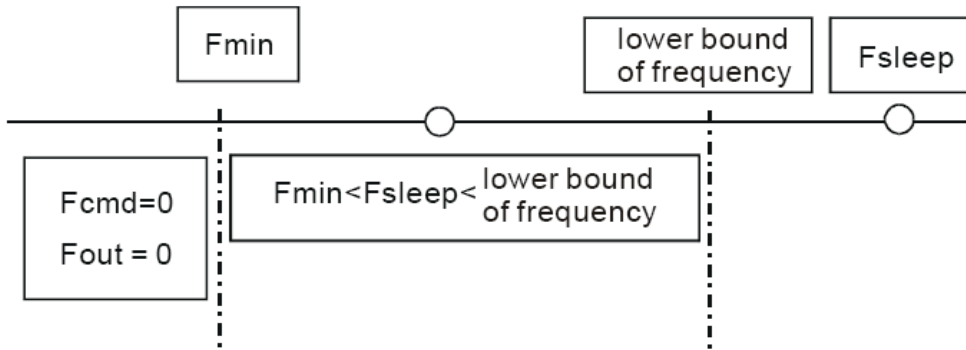 Fmin
lower bound
of frequency
Fsleep
Fcmd=0
Fout = 0
Fmin<Fsleep< lower bound
of frequency